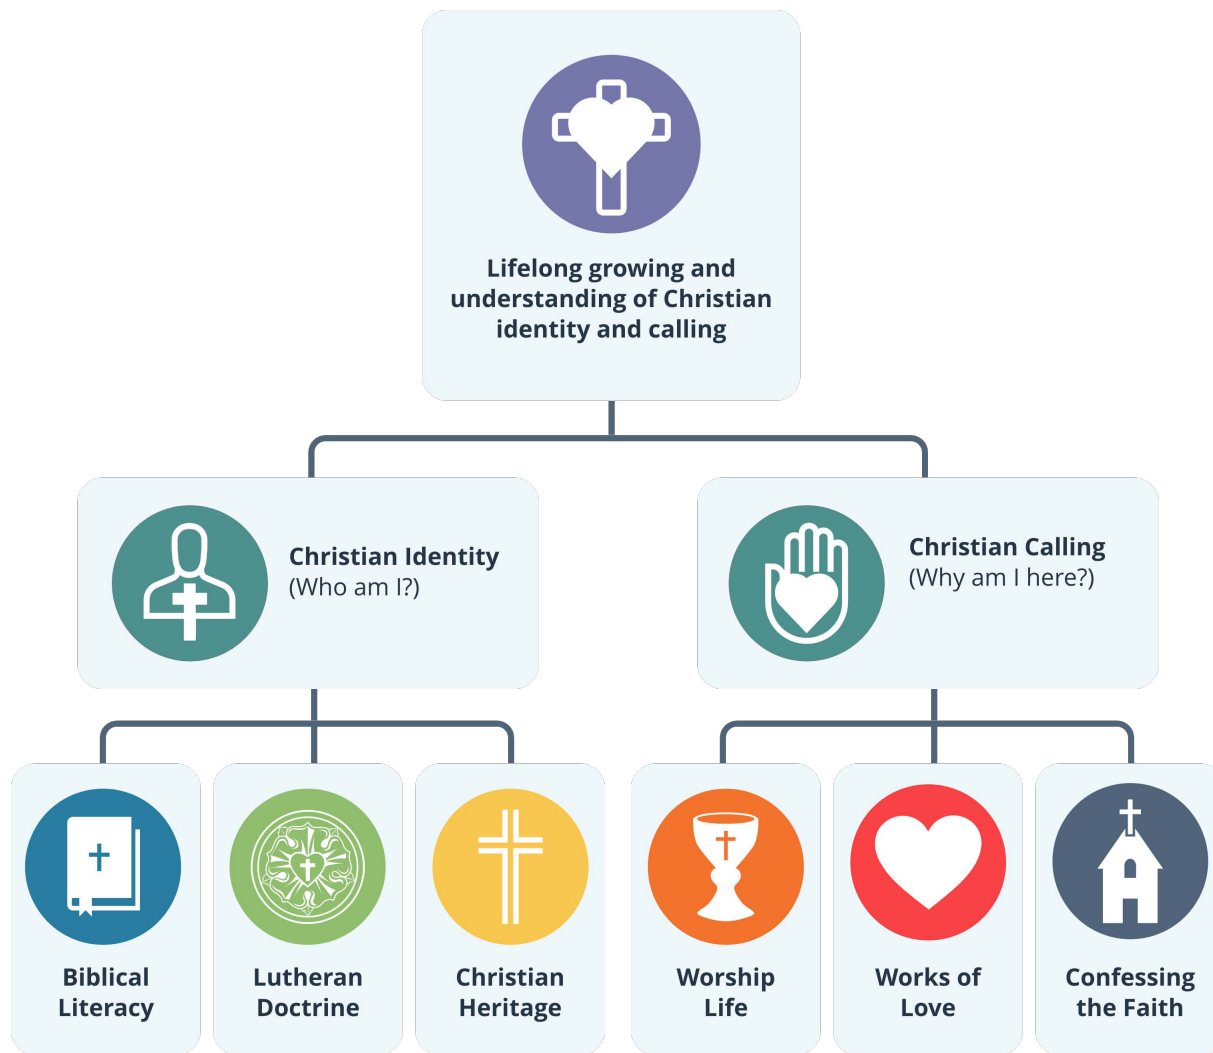 Lifelong growing and
understanding of Christian
identity and calling
Christian Identity
(Who am I?)
Christian Calling
(Why am I here?)
Biblical
Literacy
Lutheran
Doctrine
Christian
Heritage
Worship
Life
Works of
Love
Confessing
the Faith